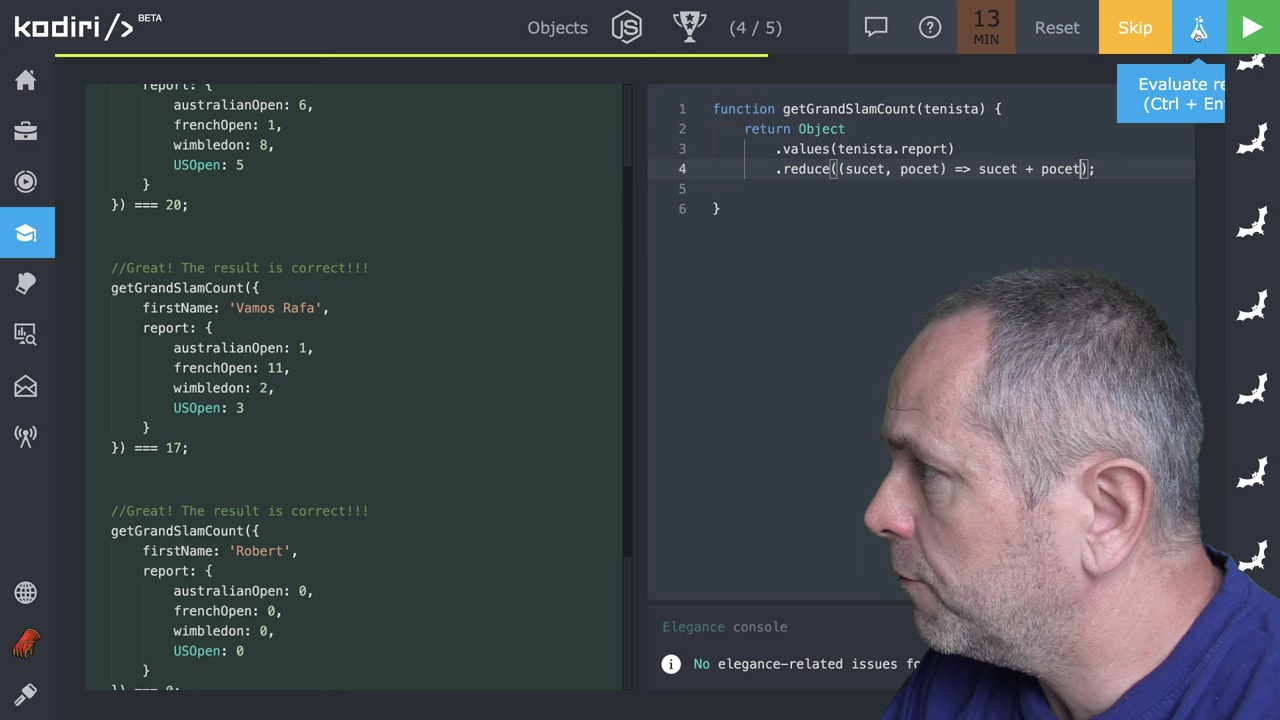 kodiri/> BETA
Objects
JS
(4 / 5)
?
13
MIN
Reset
Skip
Evaluate re
(Ctrl + En
report: {
australianOpen: 6,
frenchOpen: 1,
wimbledon: 8,
USOpen: 5
}
}) === 20;
//Great! The result is correct!!!
getGrandSlamCount({
firstName: 'Vamos Rafa',
report: {
australianOpen: 1,
frenchOpen: 11,
wimbledon: 2,
USOpen: 3
}
}) === 17;
//Great! The result is correct!!!
getGrandSlamCount({
firstName: 'Robert',
report: {
australianOpen: 0,
frenchOpen: 0,
wimbledon: 0,
USOpen: 0
}
}) === 0;
1 function getGrandSlamCount(tenista) {
2 return Object
3 .values(tenista.report)
4 .reduce((sucet, pocet) => sucet + pocet);
5
6 }
Elegance console
No elegance-related issues fo